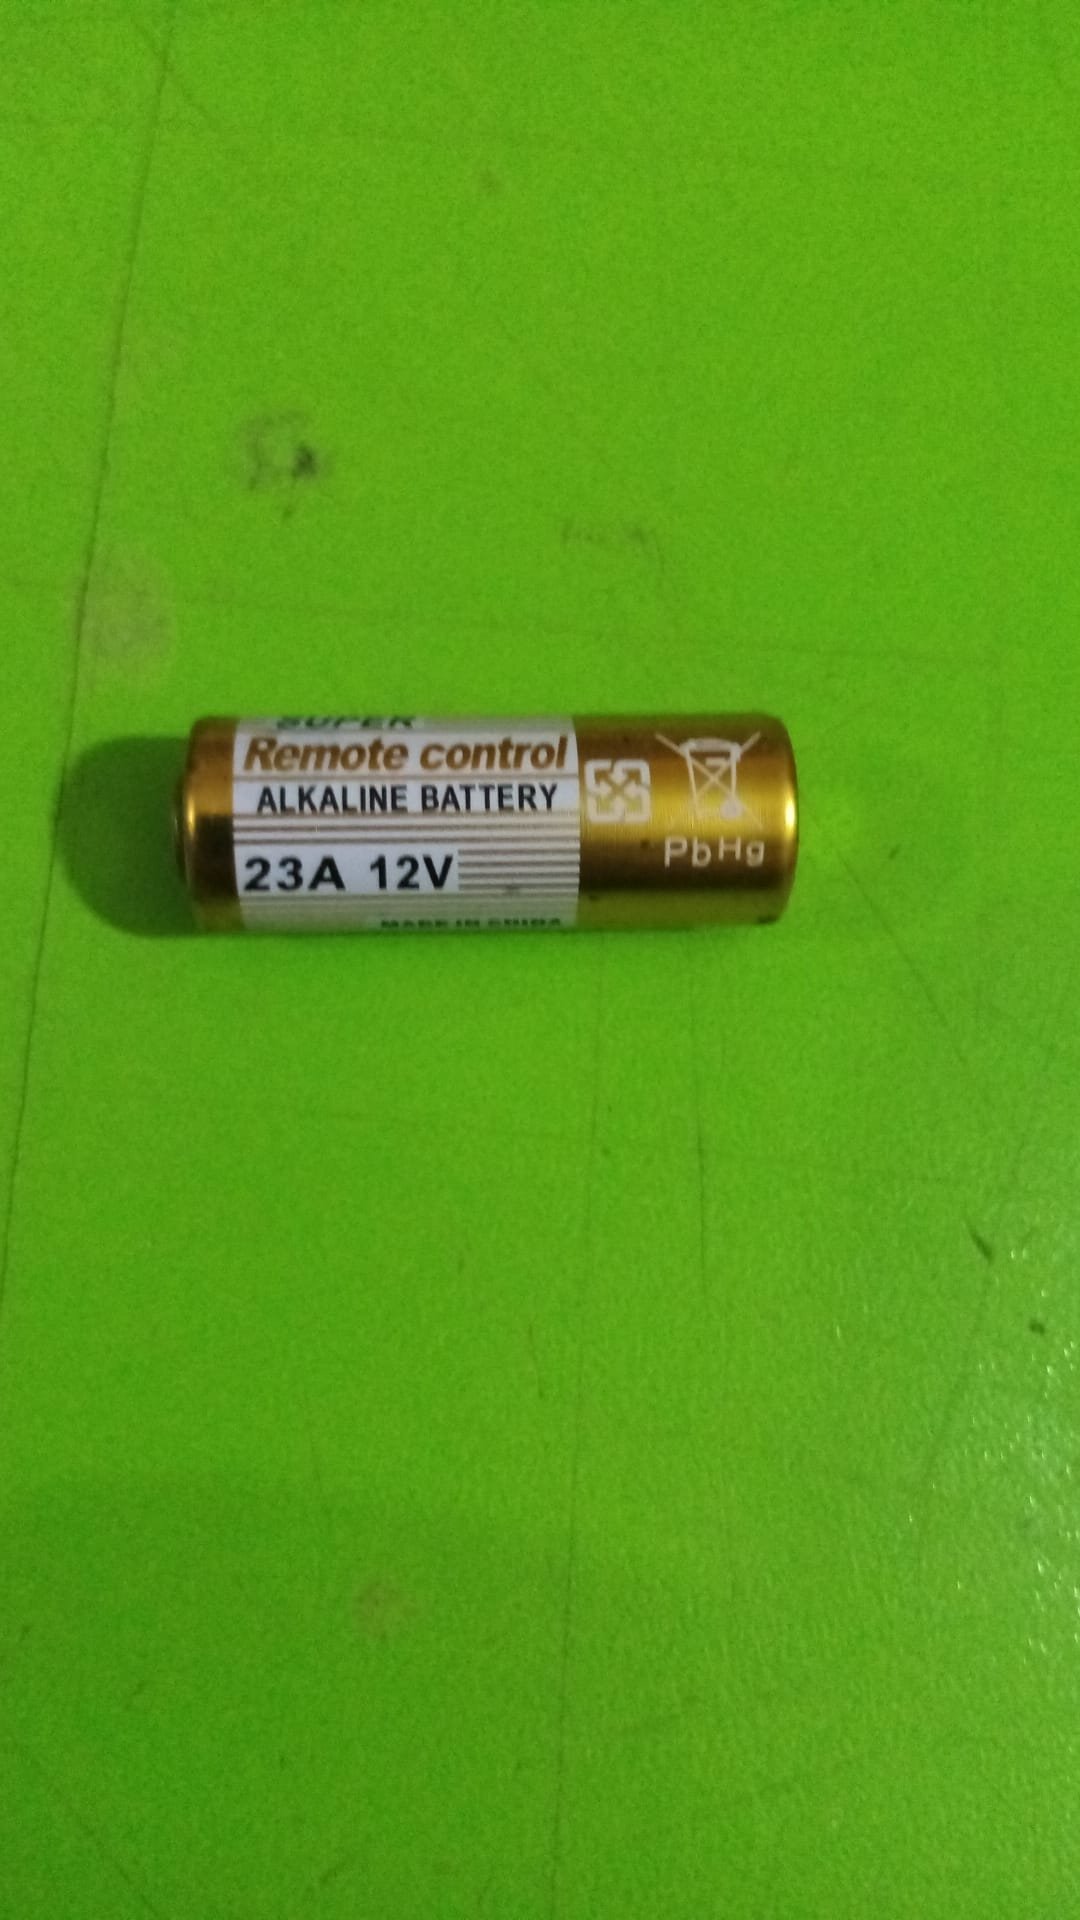 SUPER
Remote control
ALKALINE BATTERY
23A 12V
MADE IN CHINA
PbHg